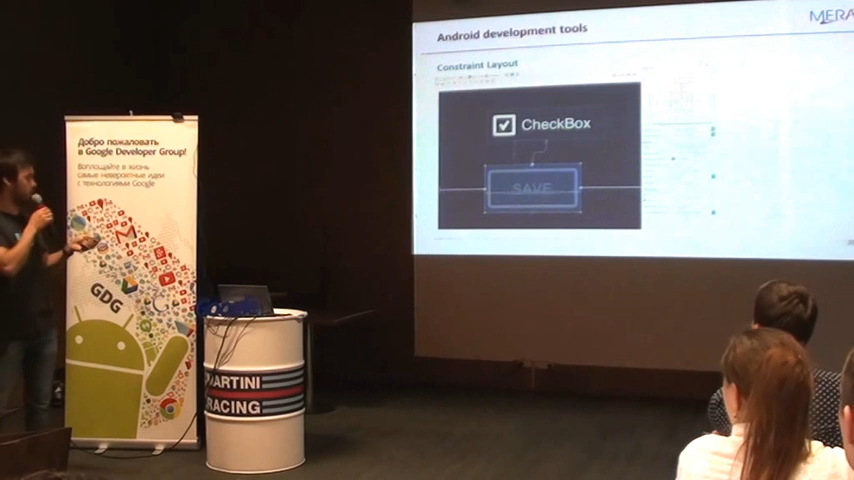 Android development tools
MERA
Constraint Layout
CheckBox
SAVE
Добро пожаловать
в Google Developer Group!
Воплощайте в жизнь
самые невероятные идеи
с технологиями Google
GDG
Google
MARTINI
RACING